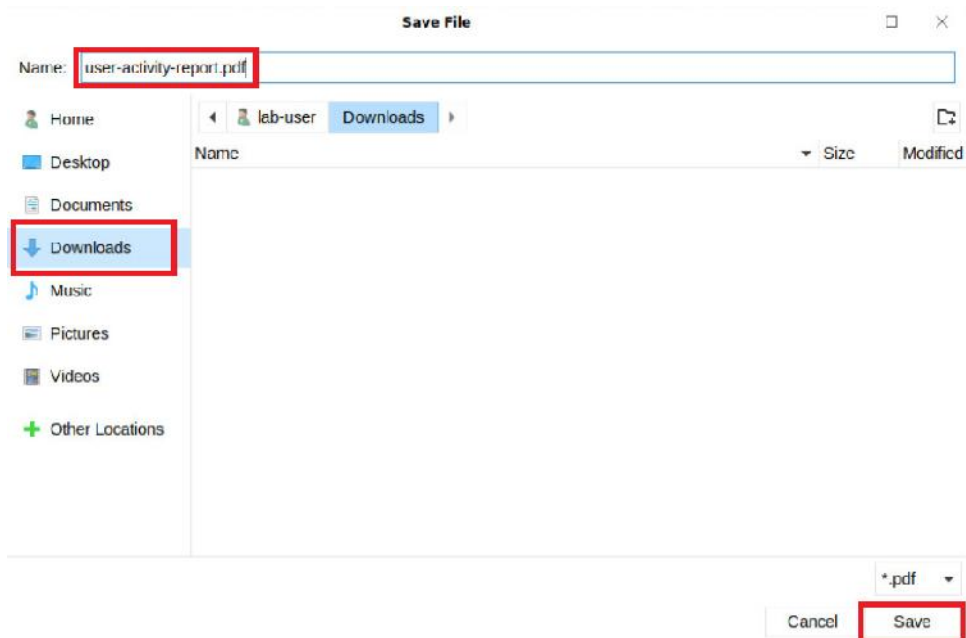 Save File
Name: user-activity-report.pdf
Home
lab-user Downloads
Name Size Modified
Desktop
Documents
Downloads
Music
Pictures
Videos
Other Locations
*.pdf
Cancel Save